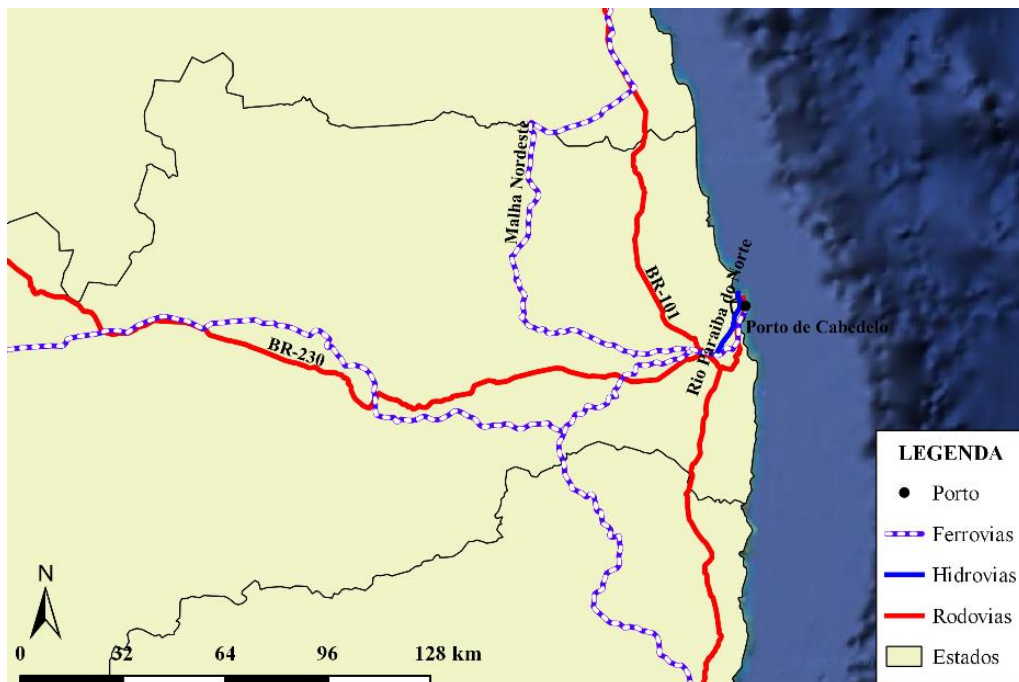 Malha Nordeste
BR-101
Rio Paraiba do Norte
Porto de Cabedelo
BR-230
N
0 32 64 96 128 km
LEGENDA
Porto
Ferrovias
Hidrovias
Rodovias
Estados